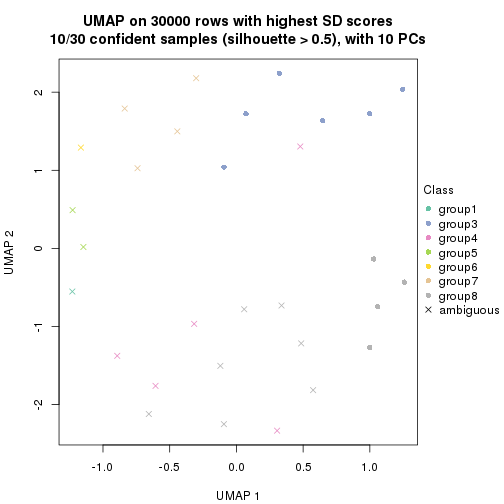 UMAP on 30000 rows with highest SD scores
10/30 confident samples (silhouette > 0.5), with 10 PCs
2
1
0
-1
-2
UMAP 2
-1.0 -0.5 0.0 0.5 1.0
UMAP 1
Class
group1
group3
group4
group5
group6
group7
group8
ambiguous